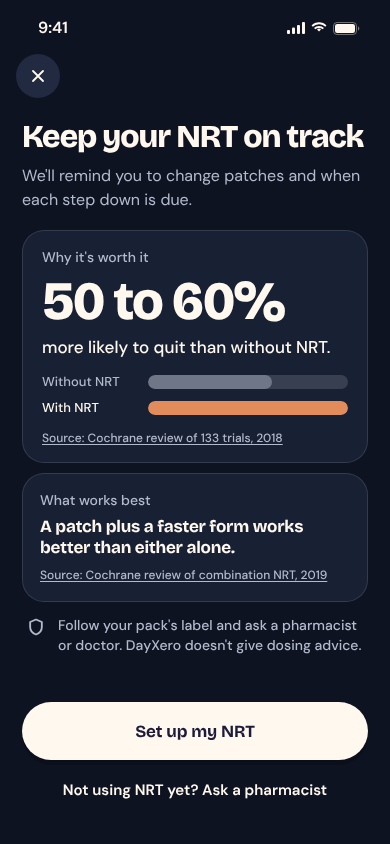 9:41
Keep your NRT on track
We'll remind you to change patches and when
each step down is due.
Why it's worth it
50 to 60%
more likely to quit than without NRT.
Without NRT
With NRT
Source: Cochrane review of 133 trials, 2018
What works best
A patch plus a faster form works
better than either alone.
Source: Cochrane review of combination NRT, 2019
Follow your pack's label and ask a pharmacist
or doctor. DayXero doesn't give dosing advice.
Set up my NRT
Not using NRT yet? Ask a pharmacist